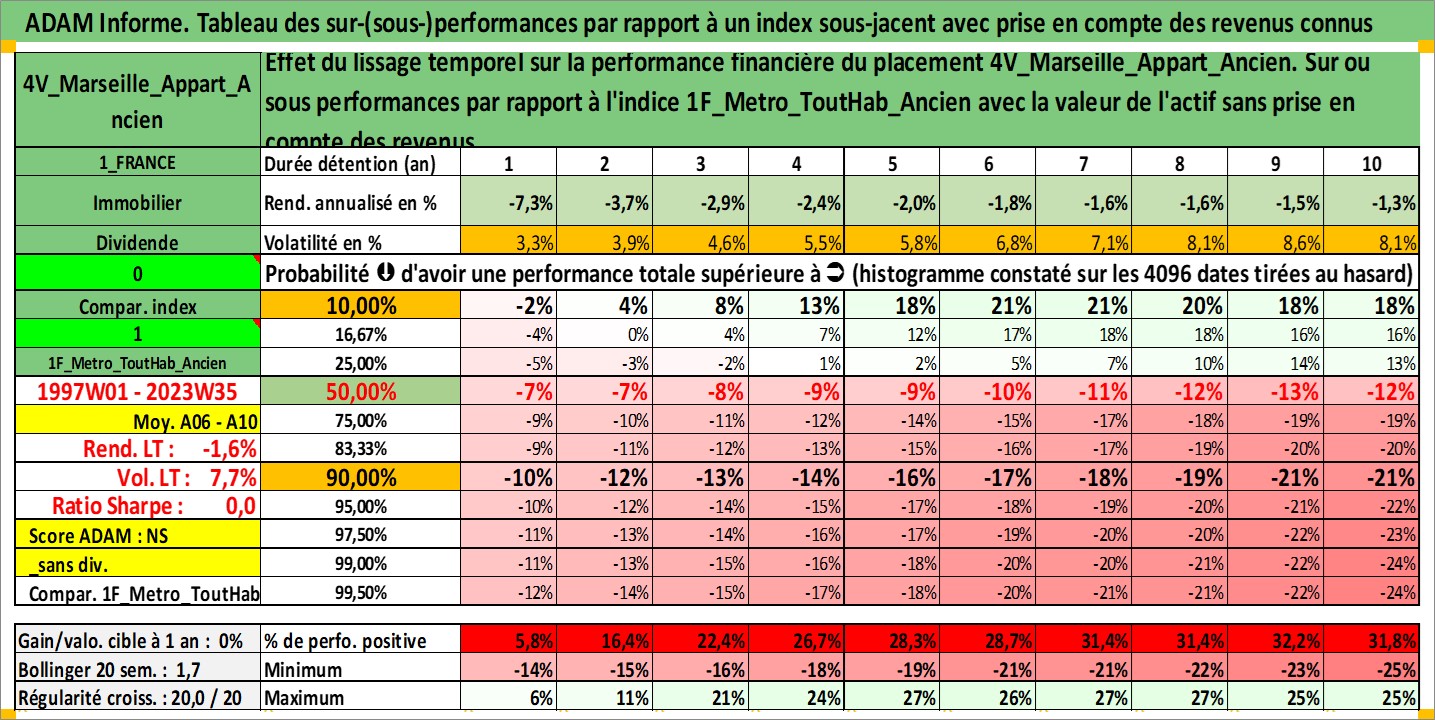 ADAM Informe. Tableau des sur-(sous-)performances par rapport à un index sous-jacent avec prise en compte des revenus connus
4V_Marseille_Appart_A
ncien
Effet du lissage temporel sur la performance financière du placement 4V_Marseille_Appart_Ancien. Sur ou
sous performances par rapport à l'indice 1F_Metro_ToutHab_Ancien avec la valeur de l'actif sans prise en
compte des revenus
1_FRANCE Durée détention (an) 1 2 3 4 5 6 7 8 9 10
Immobilier Rend. annualisé en % -7,3% -3,7% -2,9% -2,4% -2,0% -1,8% -1,6% -1,6% -1,5% -1,3%
Dividende Volatilité en % 3,3% 3,9% 4,6% 5,5% 5,8% 6,8% 7,1% 8,1% 8,6% 8,1%
0 Probabilité d'avoir une performance totale supérieure à (histogramme constaté sur les 4096 dates tirées au hasard)
Compar. index 10,00% -2% 4% 8% 13% 18% 21% 21% 20% 18% 18%
1 16,67% -4% 0% 4% 7% 12% 17% 18% 18% 16% 16%
1F_Metro_ToutHab_Ancien 25,00% -5% -3% -2% 1% 2% 5% 7% 10% 14% 13%
1997W01 - 2023W35 50,00% -7% -7% -8% -9% -9% -10% -11% -12% -13% -12%
Moy. A06 - A10 75,00% -9% -10% -11% -12% -14% -15% -17% -18% -19% -19%
Rend. LT : -1,6% 83,33% -9% -11% -12% -13% -15% -16% -17% -19% -20% -20%
Vol. LT : 7,7% 90,00% -10% -12% -13% -14% -16% -17% -18% -19% -21% -21%
Ratio Sharpe : 0,0 95,00% -10% -12% -14% -15% -17% -18% -19% -20% -21% -22%
Score ADAM : NS 97,50% -11% -13% -14% -16% -17% -19% -20% -21% -22% -23%
_sans div. 99,00% -11% -13% -15% -16% -18% -20% -20% -21% -22% -24%
Compar. 1F_Metro_ToutHab 99,50% -12% -14% -15% -17% -18% -20% -21% -21% -22% -24%
Gain/valo. cible à 1 an : 0% % de perfo. positive 5,8% 16,4% 22,4% 26,7% 28,3% 28,7% 31,4% 31,4% 32,2% 31,8%
Bollinger 20 sem. : 1,7 Minimum -14% -15% -16% -18% -19% -21% -21% -22% -23% -25%
Régularité croiss. : 20,0 / 20 Maximum 6% 11% 21% 24% 27% 26% 27% 27% 25% 25%